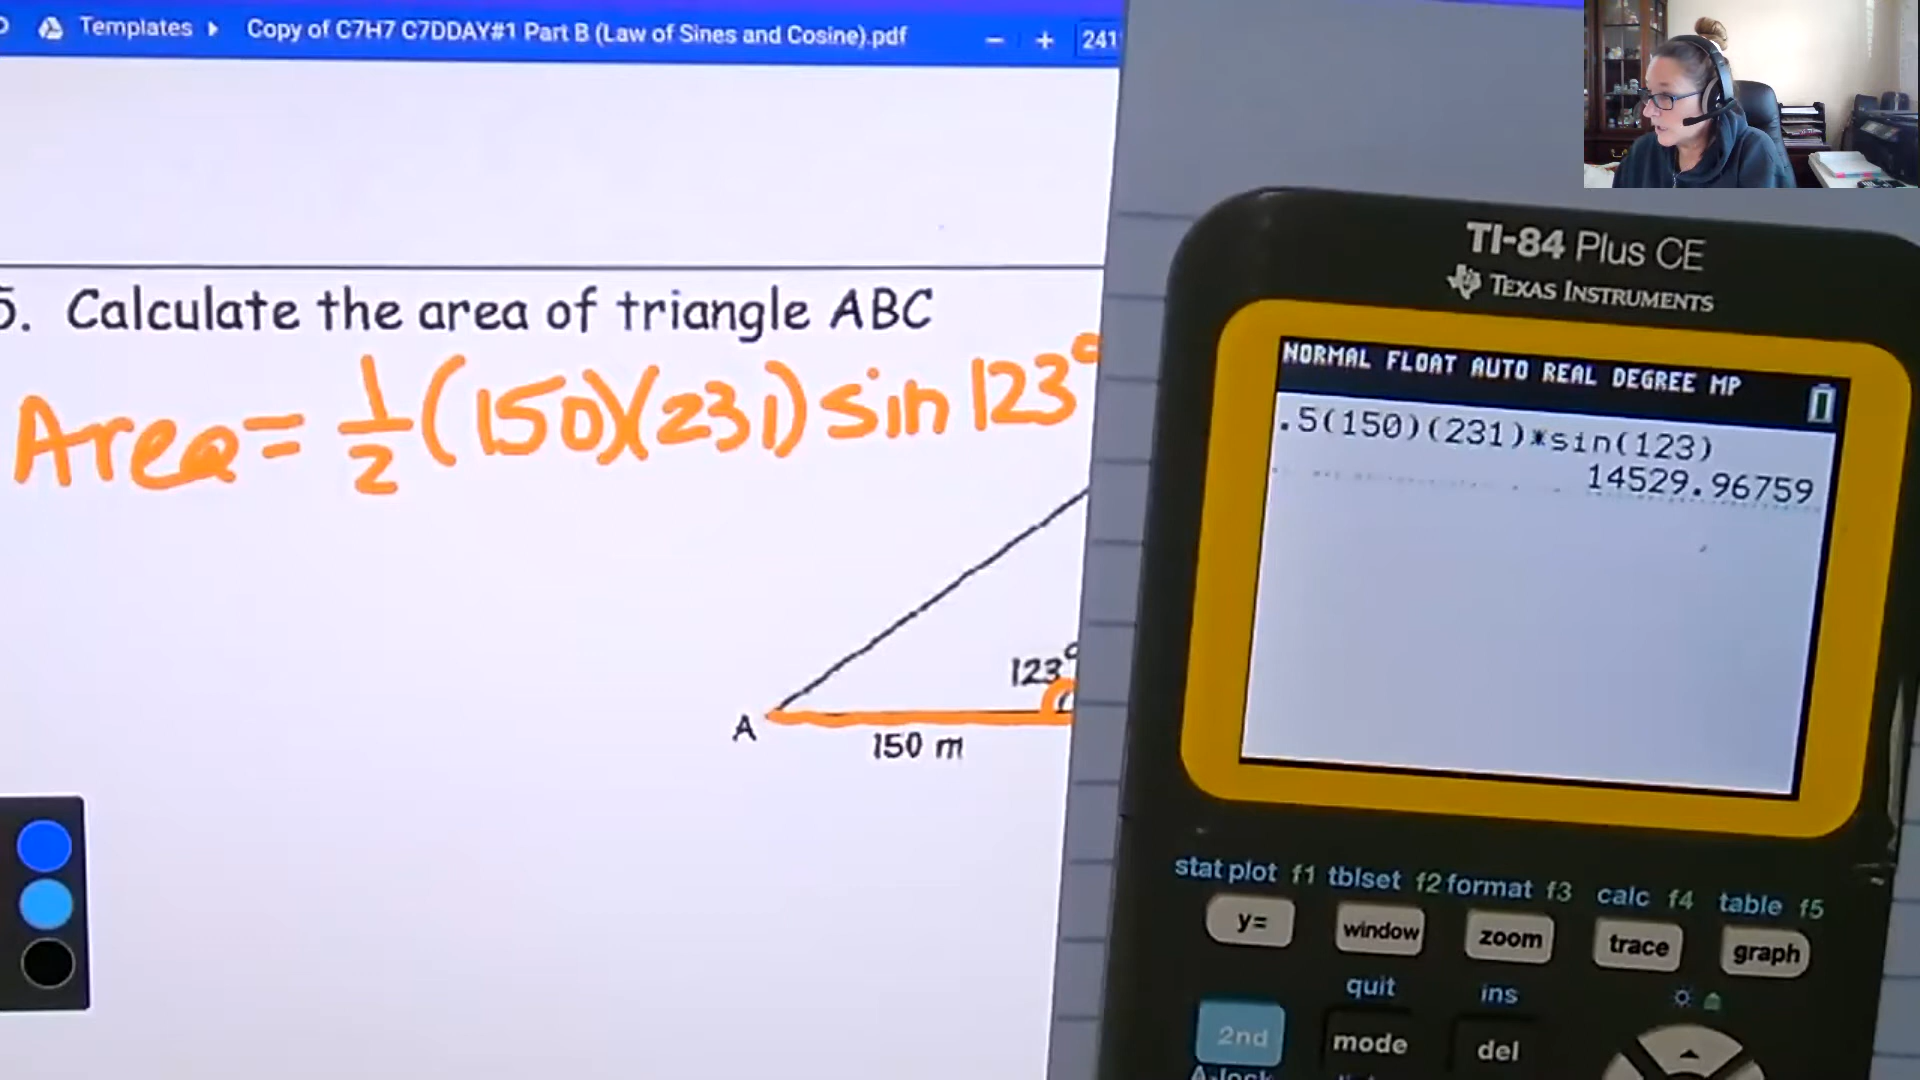 Templates
Copy of C7H7 C7DDAY#1 Part B (Law of Sines and Cosine).pdf
− + 241
5. Calculate the area of triangle ABC
Area = 1/2 (150)(231) sin 123°
123°
A
150 m
TI-84 Plus CE
TEXAS INSTRUMENTS
NORMAL FLOAT AUTO REAL DEGREE MP
.5(150)(231)*sin(123)
14529.96759
stat plot f1 tblset f2 format f3 calc f4 table f5
y= window zoom trace graph
quit ins
2nd mode del
A-lock